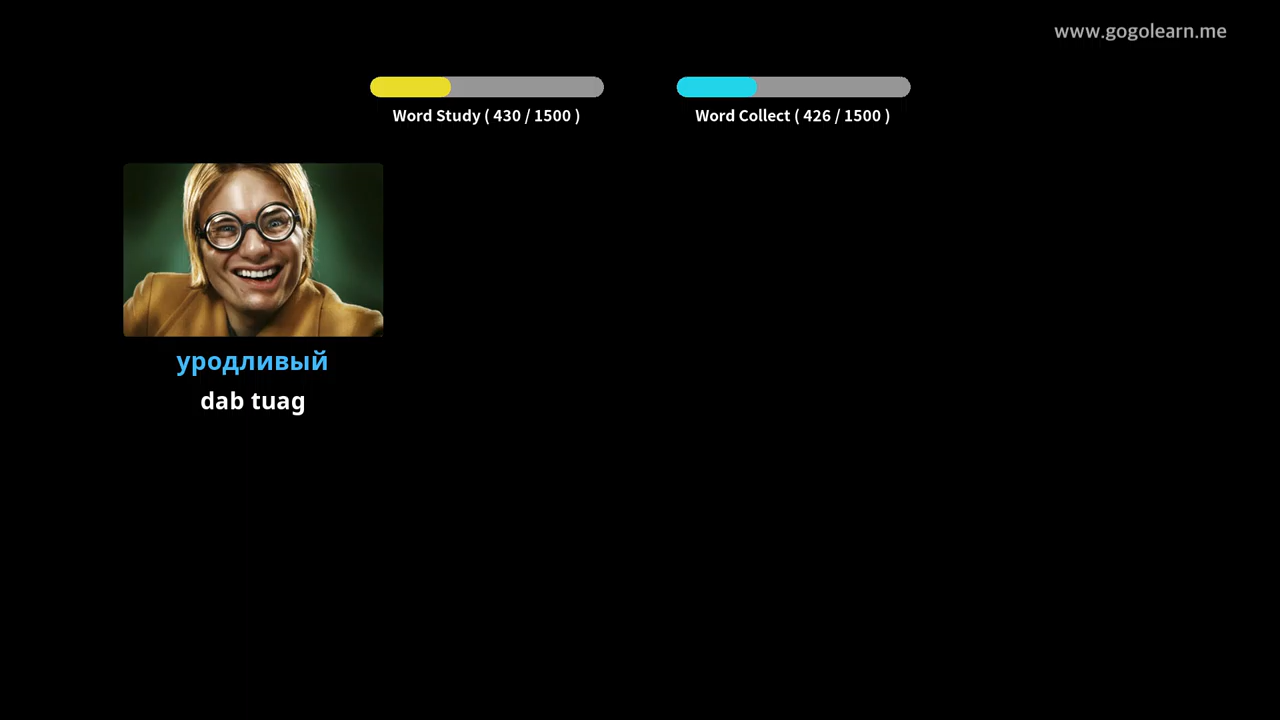 www.gogolearn.me
Word Study ( 430 / 1500 )
Word Collect ( 426 / 1500 )
уродливый
dab tuag